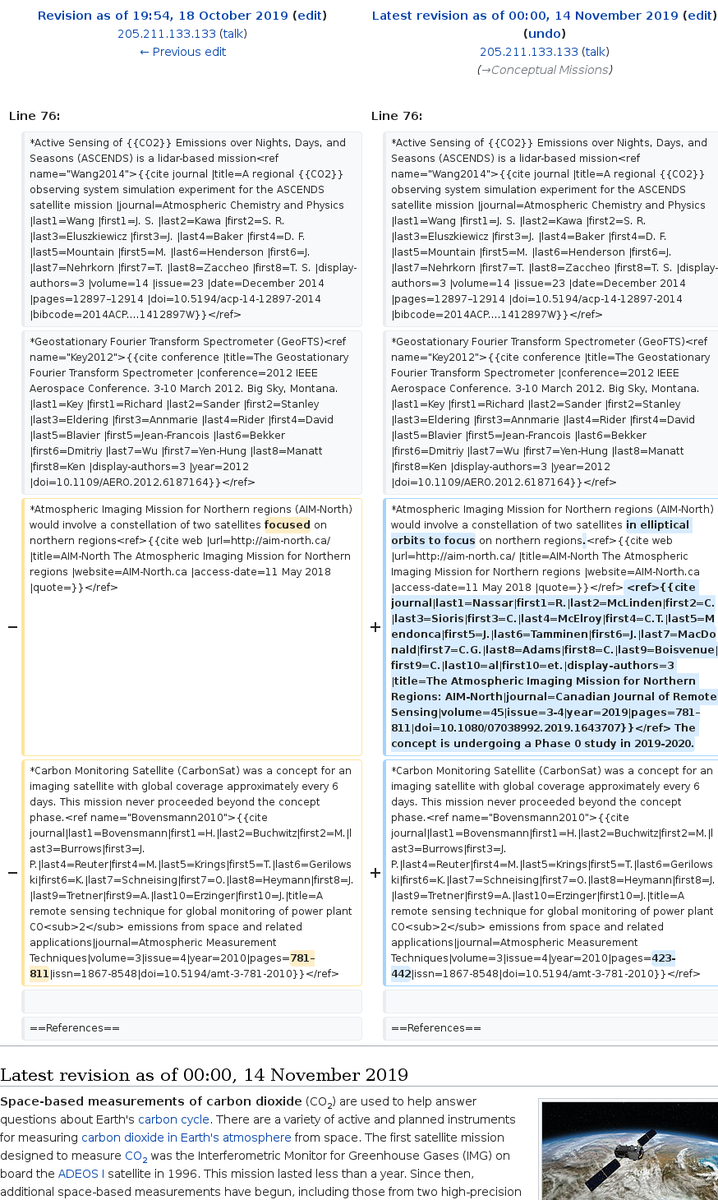 Revision as of 19:54, 18 October 2019 (edit)
205.211.133.133 (talk)
← Previous edit
Latest revision as of 00:00, 14 November 2019 (edit)
(undo)
205.211.133.133 (talk)
(→Conceptual Missions)
Line 76:
*Active Sensing of {{CO2}} Emissions over Nights, Days, and
Seasons (ASCENDS) is a lidar-based mission<ref
name="Wang2014">{{cite journal |title=A regional {{CO2}}
observing system simulation experiment for the ASCENDS
satellite mission |journal=Atmospheric Chemistry and Physics
|last1=Wang |first1=J. S. |last2=Kawa |first2=S. R.
|last3=Eluszkiewicz |first3=J. |last4=Baker |first4=D. F.
|last5=Mountain |first5=M. |last6=Henderson |first6=J.
|last7=Nehrkorn |first7=T. |last8=Zaccheo |first8=T. S. |display-
authors=3 |volume=14 |issue=23 |date=December 2014
|pages=12897–12914 |doi=10.5194/acp-14-12897-2014
|bibcode=2014ACP....1412897W}}</ref>
*Geostationary Fourier Transform Spectrometer (GeoFTS)<ref
name="Key2012">{{cite conference |title=The Geostationary
Fourier Transform Spectrometer |conference=2012 IEEE
Aerospace Conference. 3-10 March 2012. Big Sky, Montana.
|last1=Key |first1=Richard |last2=Sander |first2=Stanley
|last3=Eldering |first3=Annmarie |last4=Rider |first4=David
|last5=Blavier |first5=Jean-Francois |last6=Bekker
|first6=Dmitriy |last7=Wu |first7=Yen-Hung |last8=Manatt
|first8=Ken |display-authors=3 |year=2012
|doi=10.1109/AERO.2012.6187164}}</ref>
− *Atmospheric Imaging Mission for Northern regions (AIM-North)
would involve a constellation of two satellites focused on
northern regions<ref>{{cite web |url=http://aim-north.ca/
|title=AIM-North The Atmospheric Imaging Mission for Northern
regions |website=AIM-North.ca |access-date=11 May 2018
|quote=}}</ref>
− *Carbon Monitoring Satellite (CarbonSat) was a concept for an
imaging satellite with global coverage approximately every 6
days. This mission never proceeded beyond the concept
phase.<ref name="Bovensmann2010">{{cite
journal|last1=Bovensmann|first1=H.|last2=Buchwitz|first2=M.|l
ast3=Burrows|first3=J.
P.|last4=Reuter|first4=M.|last5=Krings|first5=T.|last6=Gerilows
ki|first6=K.|last7=Schneising|first7=O.|last8=Heymann|first8=J.
|last9=Tretner|first9=A.|last10=Erzinger|first10=J.|title=A
remote sensing technique for global monitoring of power plant
CO<sub>2</sub> emissions from space and related
applications|journal=Atmospheric Measurement
Techniques|volume=3|issue=4|year=2010|pages=781–
811|issn=1867-8548|doi=10.5194/amt-3-781-2010}}</ref>
==References==
Line 76:
*Active Sensing of {{CO2}} Emissions over Nights, Days, and
Seasons (ASCENDS) is a lidar-based mission<ref
name="Wang2014">{{cite journal |title=A regional {{CO2}}
observing system simulation experiment for the ASCENDS
satellite mission |journal=Atmospheric Chemistry and Physics
|last1=Wang |first1=J. S. |last2=Kawa |first2=S. R.
|last3=Eluszkiewicz |first3=J. |last4=Baker |first4=D. F.
|last5=Mountain |first5=M. |last6=Henderson |first6=J.
|last7=Nehrkorn |first7=T. |last8=Zaccheo |first8=T. S. |display-
authors=3 |volume=14 |issue=23 |date=December 2014
|pages=12897–12914 |doi=10.5194/acp-14-12897-2014
|bibcode=2014ACP....1412897W}}</ref>
*Geostationary Fourier Transform Spectrometer (GeoFTS)<ref
name="Key2012">{{cite conference |title=The Geostationary
Fourier Transform Spectrometer |conference=2012 IEEE
Aerospace Conference. 3-10 March 2012. Big Sky, Montana.
|last1=Key |first1=Richard |last2=Sander |first2=Stanley
|last3=Eldering |first3=Annmarie |last4=Rider |first4=David
|last5=Blavier |first5=Jean-Francois |last6=Bekker
|first6=Dmitriy |last7=Wu |first7=Yen-Hung |last8=Manatt
|first8=Ken |display-authors=3 |year=2012
|doi=10.1109/AERO.2012.6187164}}</ref>
+ *Atmospheric Imaging Mission for Northern regions (AIM-North)
would involve a constellation of two satellites in elliptical
orbits to focus on northern regions.<ref>{{cite web
|url=http://aim-north.ca/ |title=AIM-North The Atmospheric
Imaging Mission for Northern regions |website=AIM-North.ca
|access-date=11 May 2018 |quote=}}</ref> <ref>{{cite
journal|last1=Nassar|first1=R.|last2=McLinden|first2=C.
|last3=Sioris|first3=C.|last4=McElroy|first4=C.T.|last5=M
endonca|first5=J.|last6=Tamminen|first6=J.|last7=MacDo
nald|first7=C.G.|last8=Adams|first8=C.|last9=Boisvenue|
first9=C.|last10=al|first10=et.|display-authors=3
|title=The Atmospheric Imaging Mission for Northern
Regions: AIM-North|journal=Canadian Journal of Remote
Sensing|volume=45|issue=3-4|year=2019|pages=781–
811|doi=10.1080/07038992.2019.1643707}}</ref> The
concept is undergoing a Phase 0 study in 2019-2020.
+ *Carbon Monitoring Satellite (CarbonSat) was a concept for an
imaging satellite with global coverage approximately every 6
days. This mission never proceeded beyond the concept
phase.<ref name="Bovensmann2010">{{cite
journal|last1=Bovensmann|first1=H.|last2=Buchwitz|first2=M.|l
ast3=Burrows|first3=J.
P.|last4=Reuter|first4=M.|last5=Krings|first5=T.|last6=Gerilows
ki|first6=K.|last7=Schneising|first7=O.|last8=Heymann|first8=J.
|last9=Tretner|first9=A.|last10=Erzinger|first10=J.|title=A
remote sensing technique for global monitoring of power plant
CO<sub>2</sub> emissions from space and related
applications|journal=Atmospheric Measurement
Techniques|volume=3|issue=4|year=2010|pages=423-
442|issn=1867-8548|doi=10.5194/amt-3-781-2010}}</ref>
==References==
Latest revision as of 00:00, 14 November 2019
Space-based measurements of carbon dioxide (CO2) are used to help answer
questions about Earth's carbon cycle. There are a variety of active and planned instruments
for measuring carbon dioxide in Earth's atmosphere from space. The first satellite mission
designed to measure CO2 was the Interferometric Monitor for Greenhouse Gases (IMG) on
board the ADEOS I satellite in 1996. This mission lasted less than a year. Since then,
additional space-based measurements have begun, including those from two high-precision